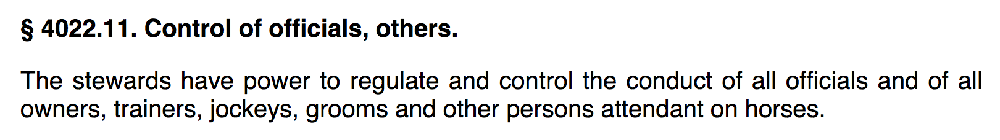 § 4022.11. Control of officials, others.
The stewards have power to regulate and control the conduct of all officials and of all
owners, trainers, jockeys, grooms and other persons attendant on horses.